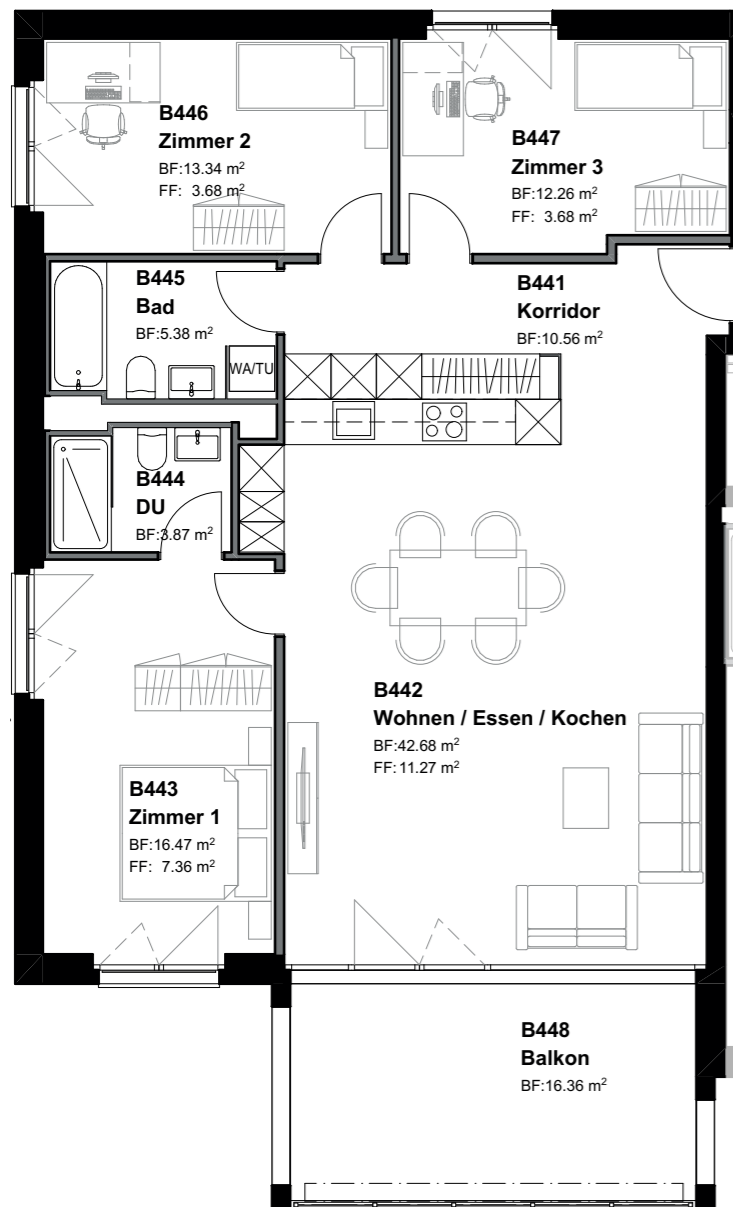 B446
Zimmer 2
BF:13.34 m²
FF: 3.68 m²
B447
Zimmer 3
BF:12.26 m²
FF: 3.68 m²
B445
Bad
BF:5.38 m²
WA/TU
B441
Korridor
BF:10.56 m²
B444
DU
BF:3.87 m²
B442
Wohnen / Essen / Kochen
BF:42.68 m²
FF:11.27 m²
B443
Zimmer 1
BF:16.47 m²
FF: 7.36 m²
B448
Balkon
BF:16.36 m²